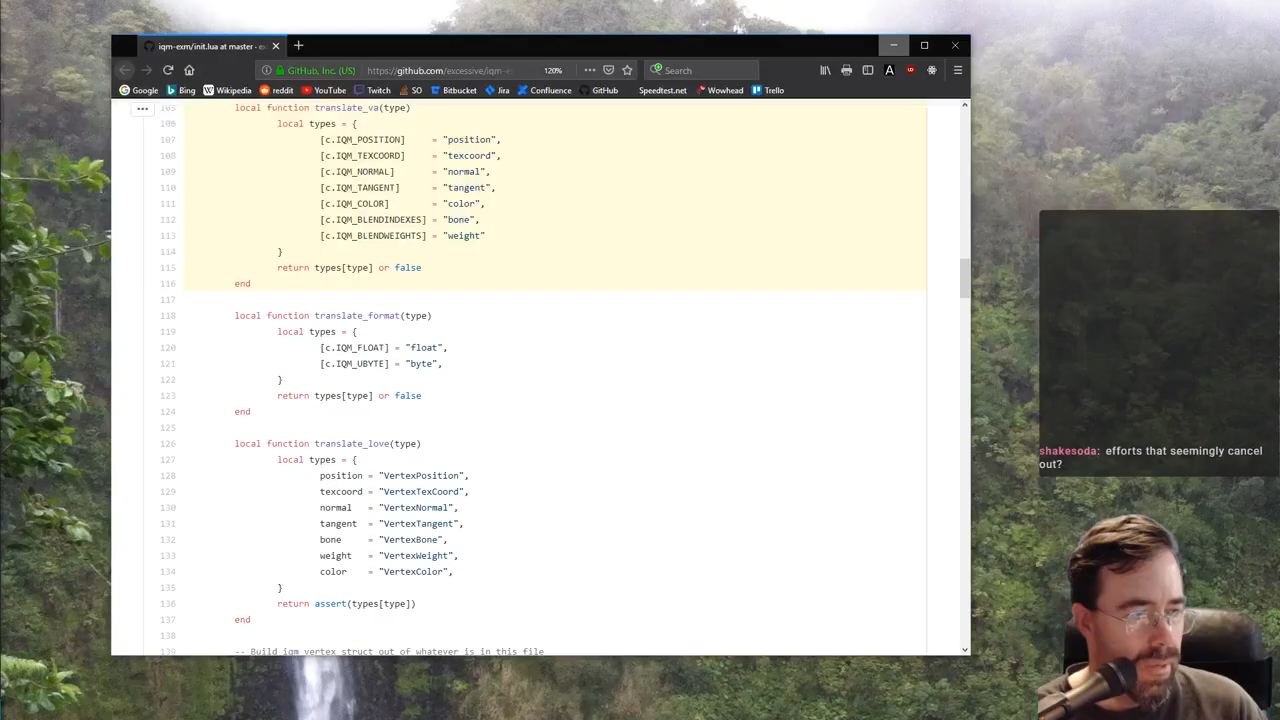 iqm-exm/init.lua at master · ex
GitHub, Inc. (US)
https://github.com/excessive/iqm-e
120%
Search
Google
Bing
Wikipedia
reddit
YouTube
Twitch
SO
Bitbucket
Jira
Confluence
GitHub
Speedtest.net
Wowhead
Trello
105 local function translate_va(type)
106 local types = {
107 [c.IQM_POSITION] = "position",
108 [c.IQM_TEXCOORD] = "texcoord",
109 [c.IQM_NORMAL] = "normal",
110 [c.IQM_TANGENT] = "tangent",
111 [c.IQM_COLOR] = "color",
112 [c.IQM_BLENDINDEXES] = "bone",
113 [c.IQM_BLENDWEIGHTS] = "weight"
114 }
115 return types[type] or false
116 end
117
118 local function translate_format(type)
119 local types = {
120 [c.IQM_FLOAT] = "float",
121 [c.IQM_UBYTE] = "byte",
122 }
123 return types[type] or false
124 end
125
126 local function translate_love(type)
127 local types = {
128 position = "VertexPosition",
129 texcoord = "VertexTexCoord",
130 normal = "VertexNormal",
131 tangent = "VertexTangent",
132 bone = "VertexBone",
133 weight = "VertexWeight",
134 color = "VertexColor",
135 }
136 return assert(types[type])
137 end
138
139 -- Build iqm vertex struct out of whatever is in this file
shakesoda: efforts that seemingly cancel
out?